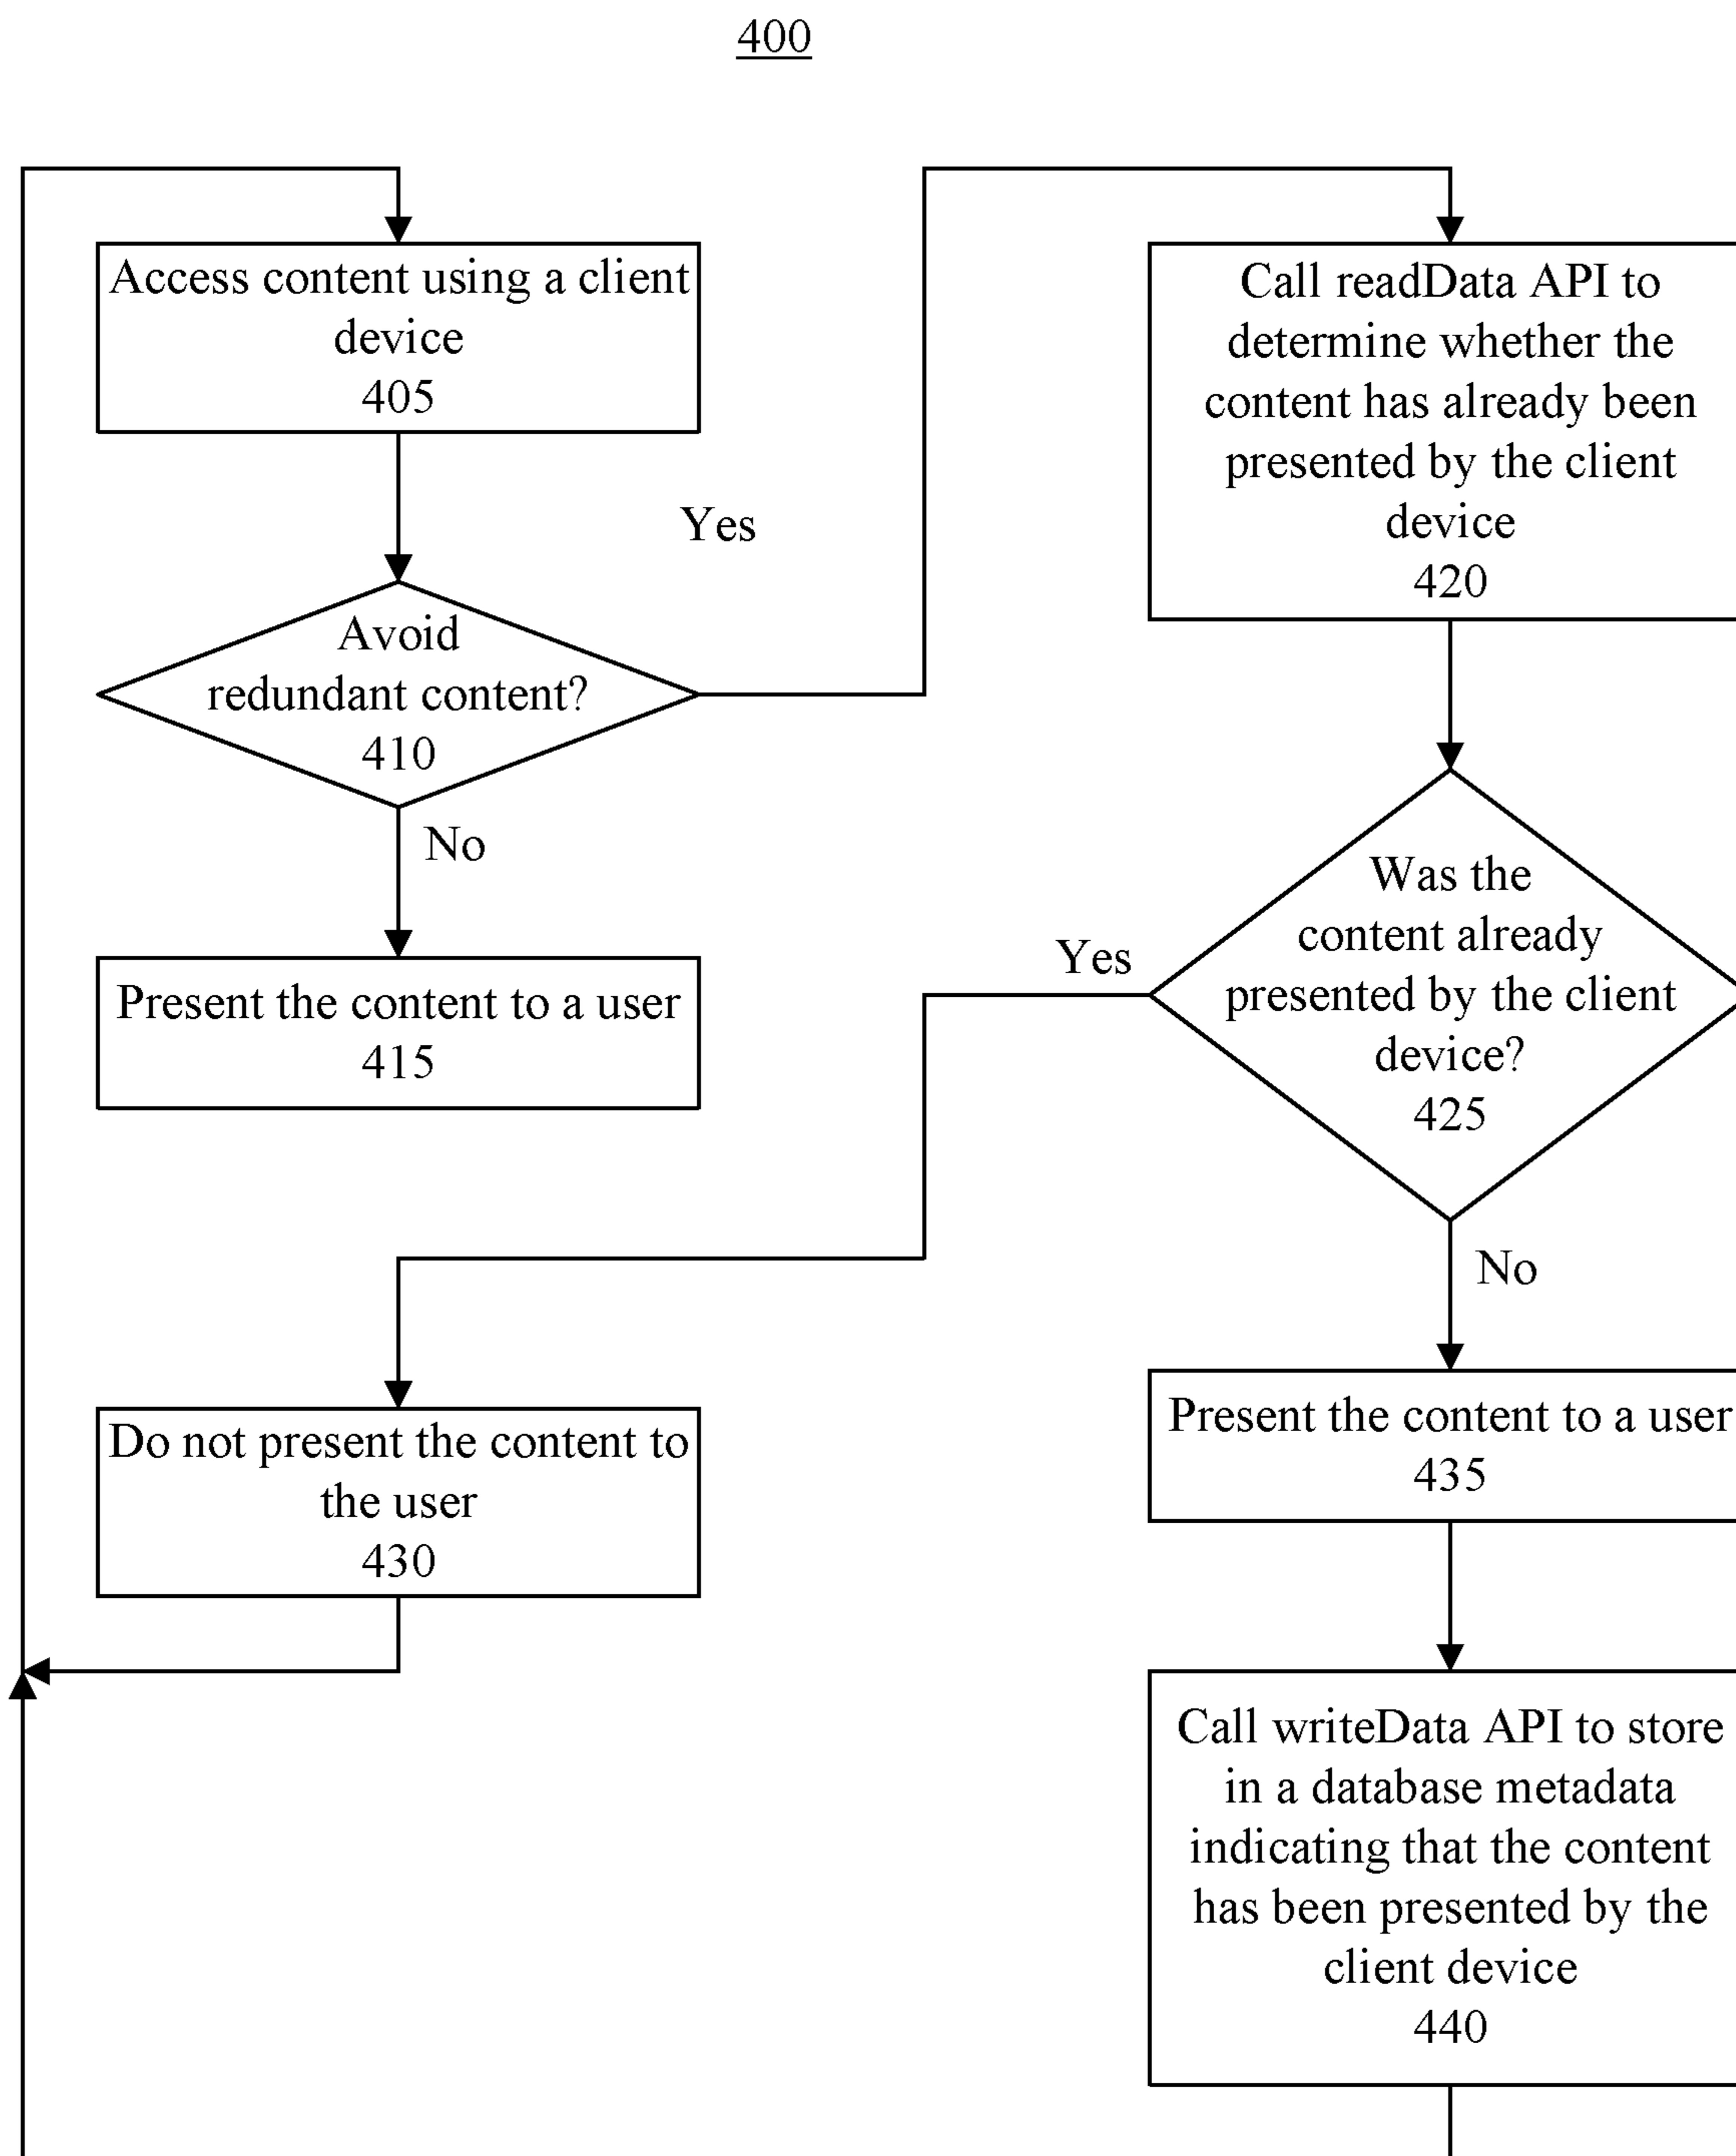 400
Access content using a client
device
405
Yes
Avoid
redundant content?
410
No
Present the content to a user
415
Call readData API to
determine whether the
content has already been
presented by the client
device
420
Was the
content already
presented by the client
device?
425
Yes
No
Do not present the content to
the user
430
Present the content to a user
435
Call writeData API to store
in a database metadata
indicating that the content
has been presented by the
client device
440